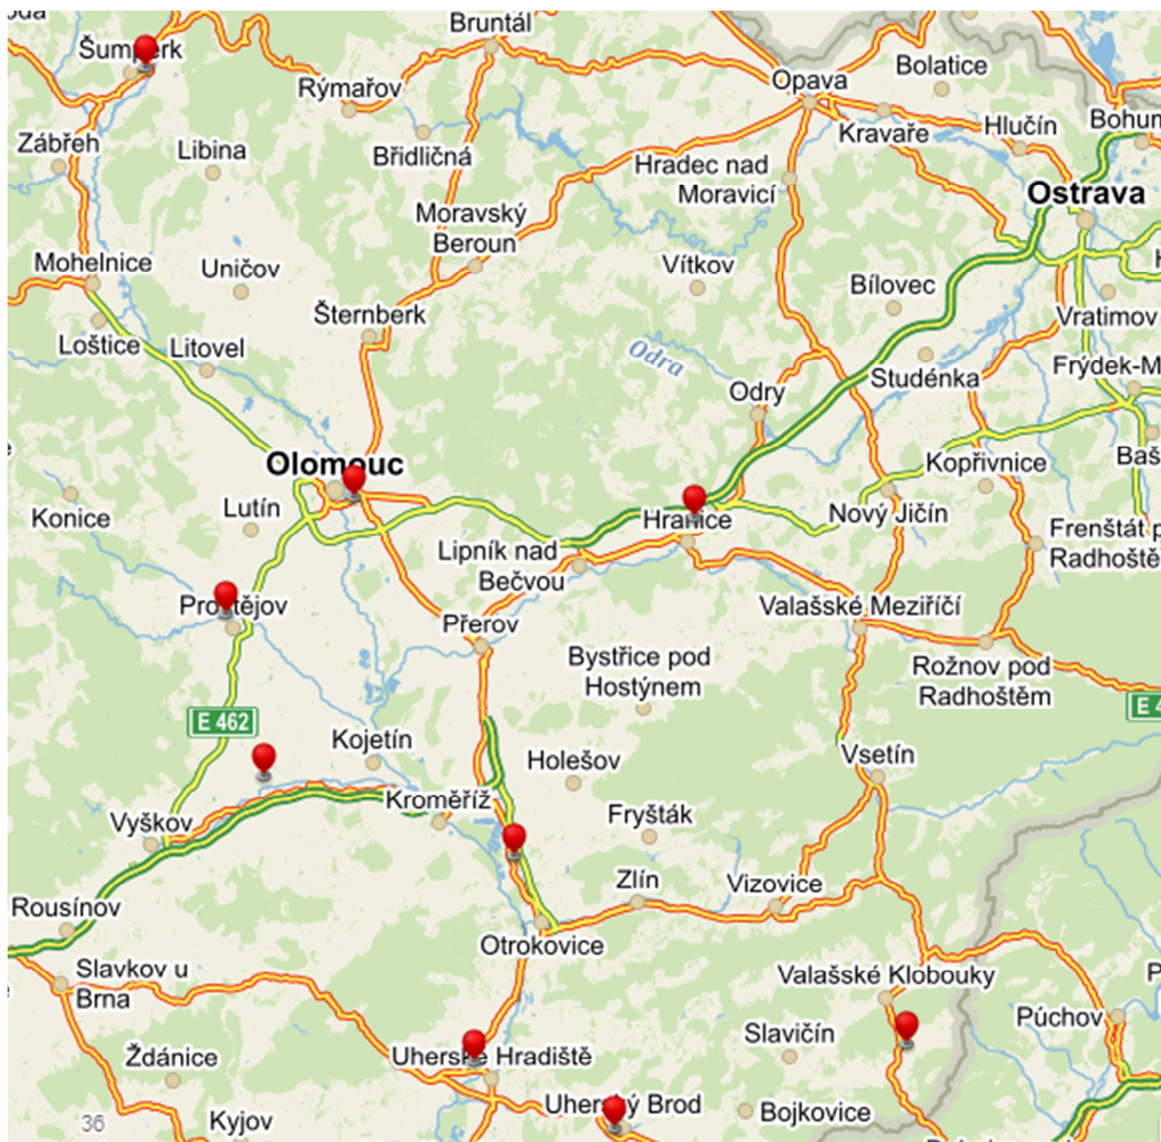 Bruntál
Šumperk
Rýmařov
Opava
Bolatice
Zábřeh
Libina
Břidličná
Kravaře
Hlučín
Hradec nad
Moravicí
Ostrava
Moravský
Beroun
Mohelnice
Uničov
Vítkov
Bílovec
Šternberk
Vratimov
Loštice
Litovel
Odra
Studénka
Odry
Olomouc
Kopřivnice
Konice
Lutín
Hranice
Nový Jičín
Lipník nad
Bečvou
Prostějov
Přerov
Valašské Meziříčí
Bystřice pod
Hostýnem
Rožnov pod
Radhoštěm
E 462
Kojetín
Holešov
Vsetín
Kroměříž
Vyškov
Fryšták
Zlín
Vizovice
Rousínov
Otrokovice
Slavkov u
Brna
Valašské Klobouky
Púchov
Slavičín
Ždánice
Uherské Hradiště
Uherský Brod
Bojkovice
36
Kyjov